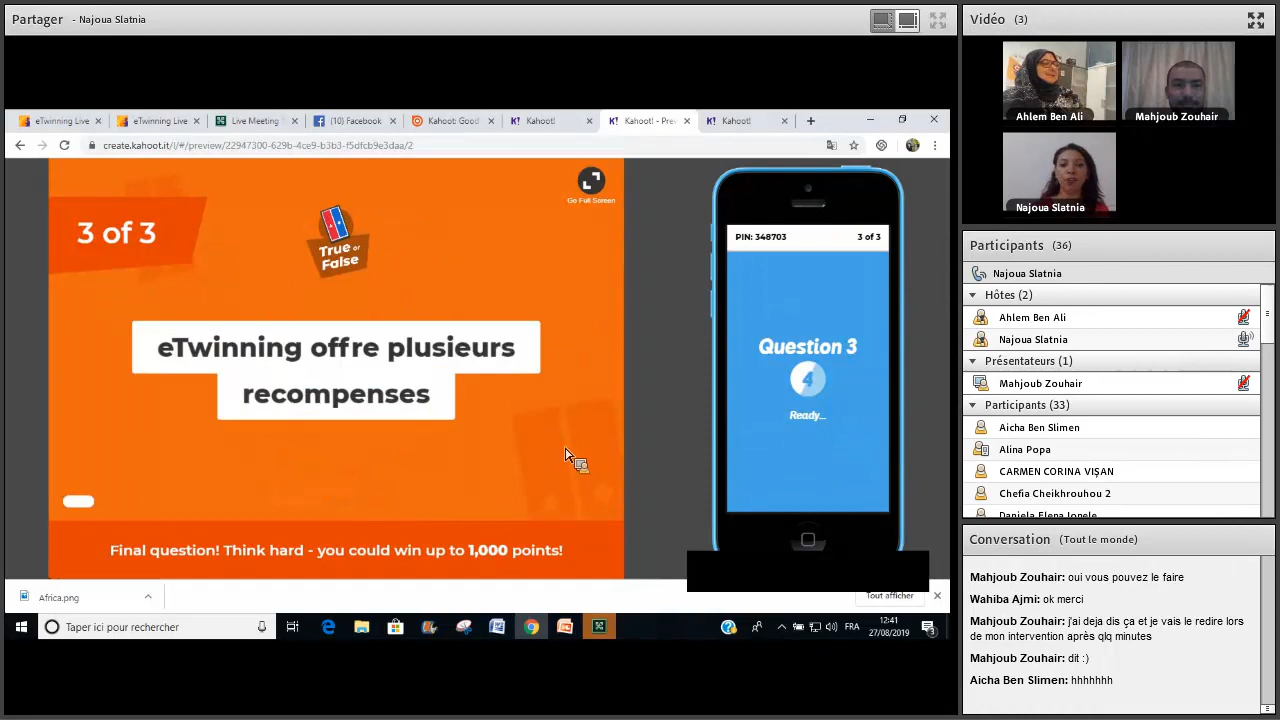 Partager - Najoua Slatnia
eTwinning Live
eTwinning Live
Live Meeting
(10) Facebook
Kahoot: Good!
Kahoot!
Kahoot! - Prev
Kahoot!
create.kahoot.it/l/#/preview/22947300-629b-4ce9-b3b3-f5dfcb9e3daa/2
3 of 3
True or
False
Go Full Screen
eTwinning offre plusieurs
recompenses
Final question! Think hard - you could win up to 1,000 points!
PIN: 348703 3 of 3
Question 3
4
Ready...
Africa.png
Tout afficher
Taper ici pour rechercher
FRA
12:41
27/08/2019
3
Vidéo (3)
Ahlem Ben Ali
Mahjoub Zouhair
Najoua Slatnia
Participants (36)
Najoua Slatnia
Hôtes (2)
Ahlem Ben Ali
Najoua Slatnia
Présentateurs (1)
Mahjoub Zouhair
Participants (33)
Aicha Ben Slimen
Alina Popa
CARMEN CORINA VIŞAN
Chefia Cheikhrouhou 2
Daniela Elena Ionele
Conversation (Tout le monde)
Mahjoub Zouhair: oui vous pouvez le faire
Wahiba Ajmi: ok merci
Mahjoub Zouhair: j'ai deja dis ça et je vais le redire lors
de mon intervention après qlq minutes
Mahjoub Zouhair: dit :)
Aicha Ben Slimen: hhhhhhh